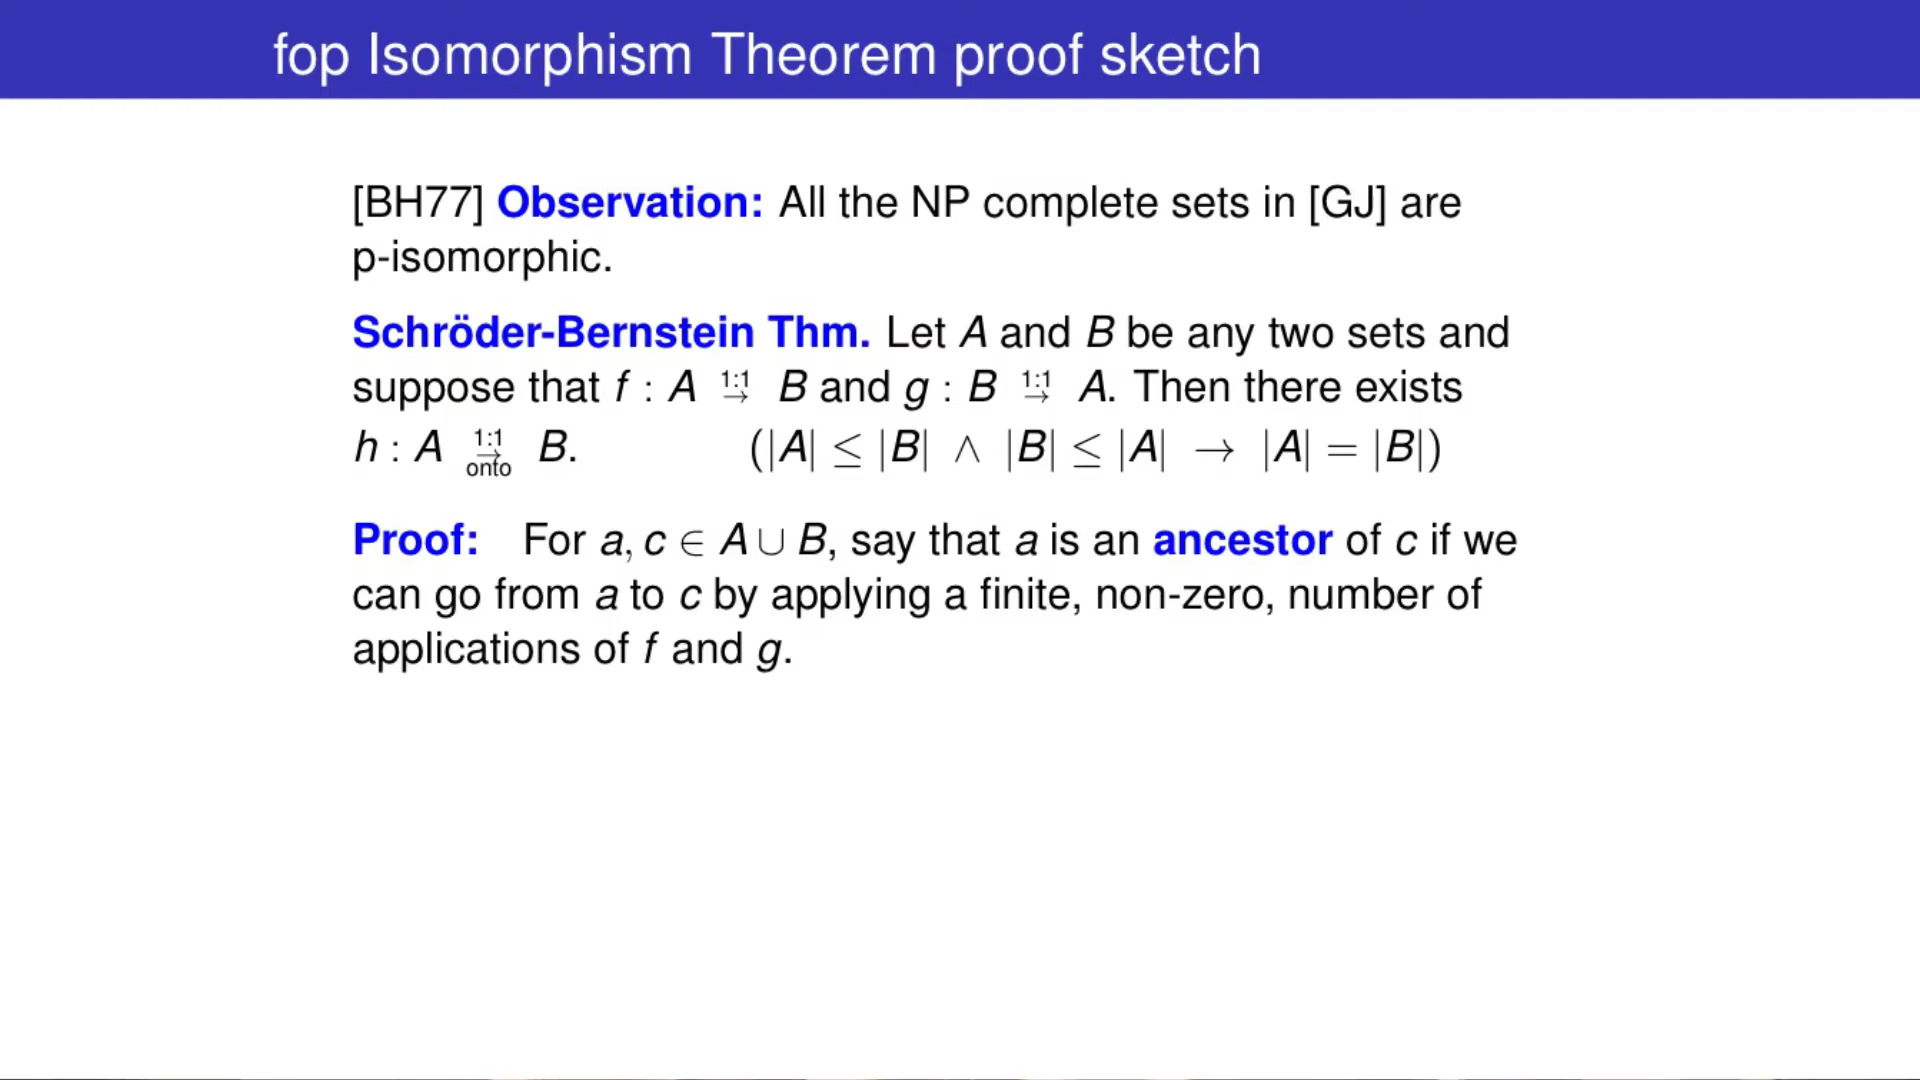 fop Isomorphism Theorem proof sketch
[BH77] Observation: All the NP complete sets in [GJ] are
p-isomorphic.
Schröder-Bernstein Thm. Let A and B be any two sets and
suppose that f : A 1:1→ B and g : B 1:1→ A. Then there exists
h : A 1:1→onto B. (|A| ≤ |B| ∧ |B| ≤ |A| → |A| = |B|)
Proof: For a, c ∈ A ∪ B, say that a is an ancestor of c if we
can go from a to c by applying a finite, non-zero, number of
applications of f and g.